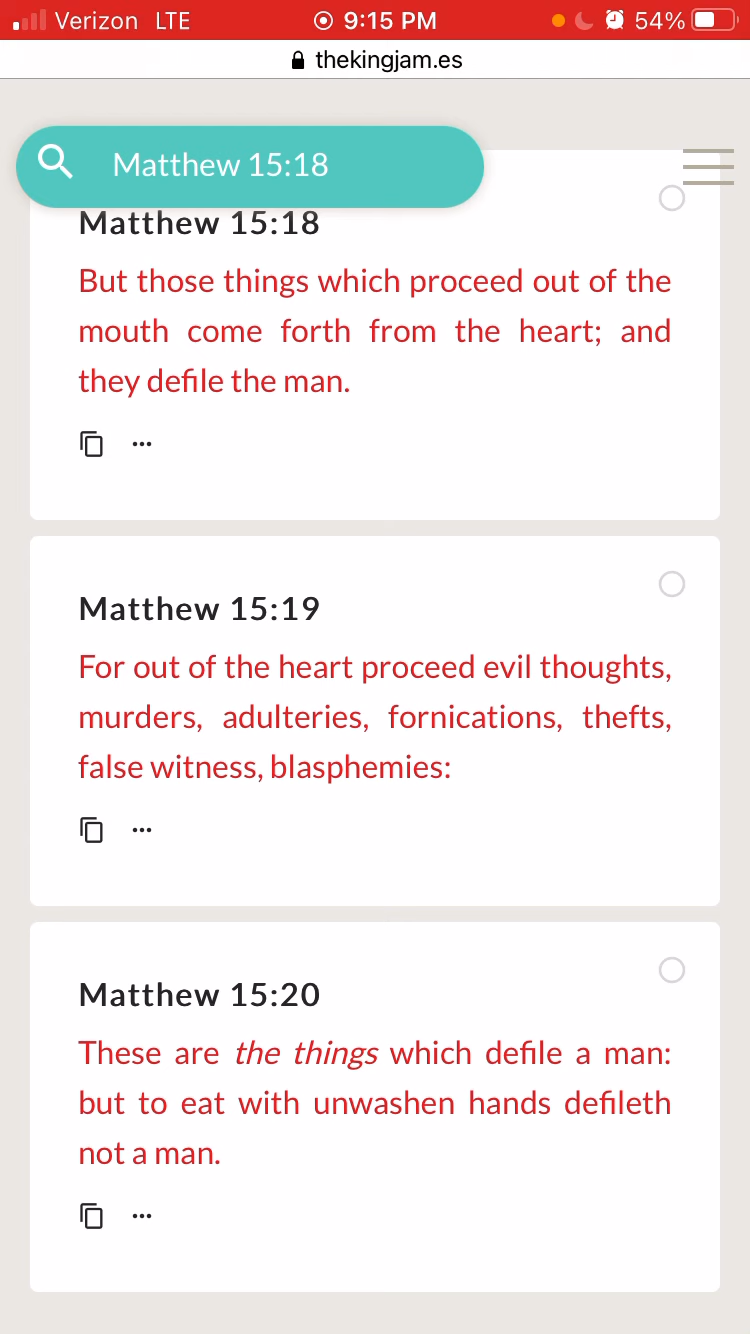 Verizon LTE 9:15 PM 54%
thekingjam.es
Matthew 15:18
Matthew 15:18
But those things which proceed out of the
mouth come forth from the heart; and
they defile the man.
Matthew 15:19
For out of the heart proceed evil thoughts,
murders, adulteries, fornications, thefts,
false witness, blasphemies:
Matthew 15:20
These are the things which defile a man:
but to eat with unwashen hands defileth
not a man.